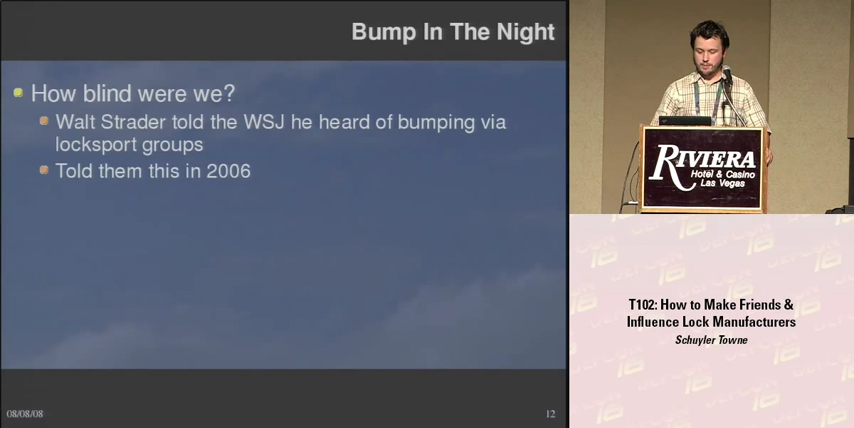 Bump In The Night
How blind were we?
Walt Strader told the WSJ he heard of bumping via
locksport groups
Told them this in 2006
08/08/08
12
RIVIERA
Hotel & Casino
Las Vegas
T102: How to Make Friends &
Influence Lock Manufacturers
Schuyler Towne